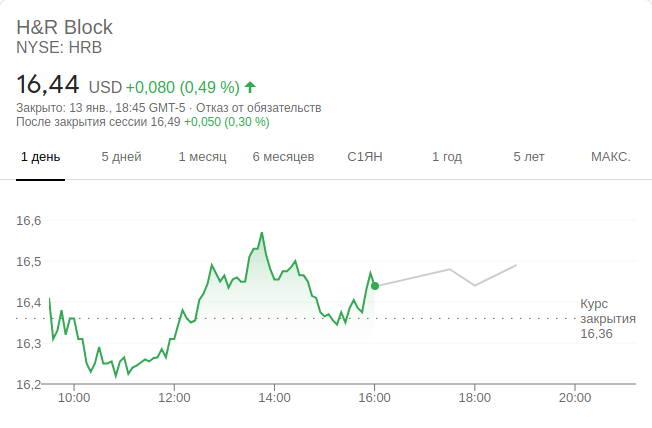 H&R Block
NYSE: HRB
16,44 USD +0,080 (0,49 %)
Закрыто: 13 янв., 18:45 GMT-5 · Отказ от обязательств
После закрытия сессии 16,49 +0,050 (0,30 %)
1 день 5 дней 1 месяц 6 месяцев С1ЯН 1 год 5 лет МАКС.
16,6
16,5
16,4
16,3
16,2
Курс
закрытия
16,36
10:00 12:00 14:00 16:00 18:00 20:00